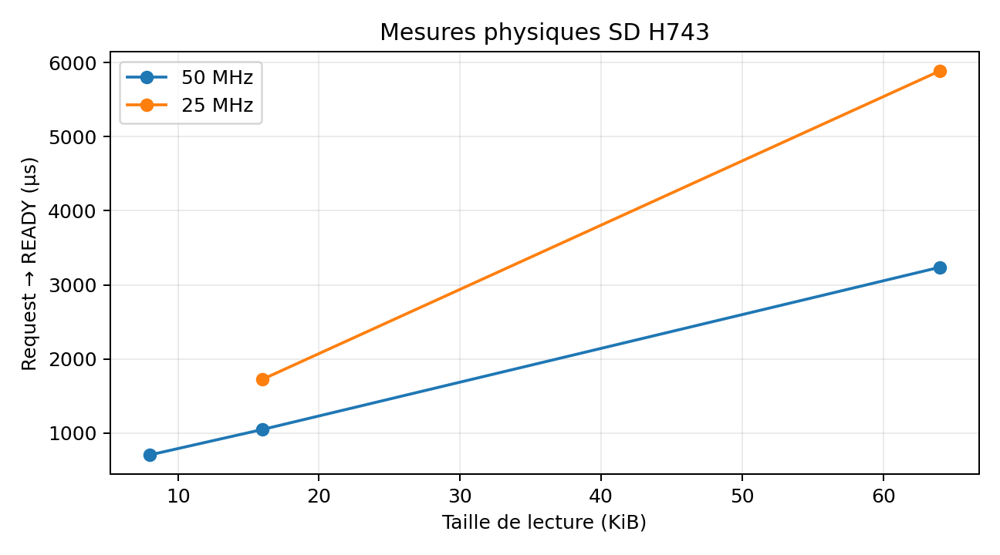 Mesures physiques SD H743
50 MHz
25 MHz
Request → READY (µs)
6000
5000
4000
3000
2000
1000
10 20 30 40 50 60
Taille de lecture (KiB)